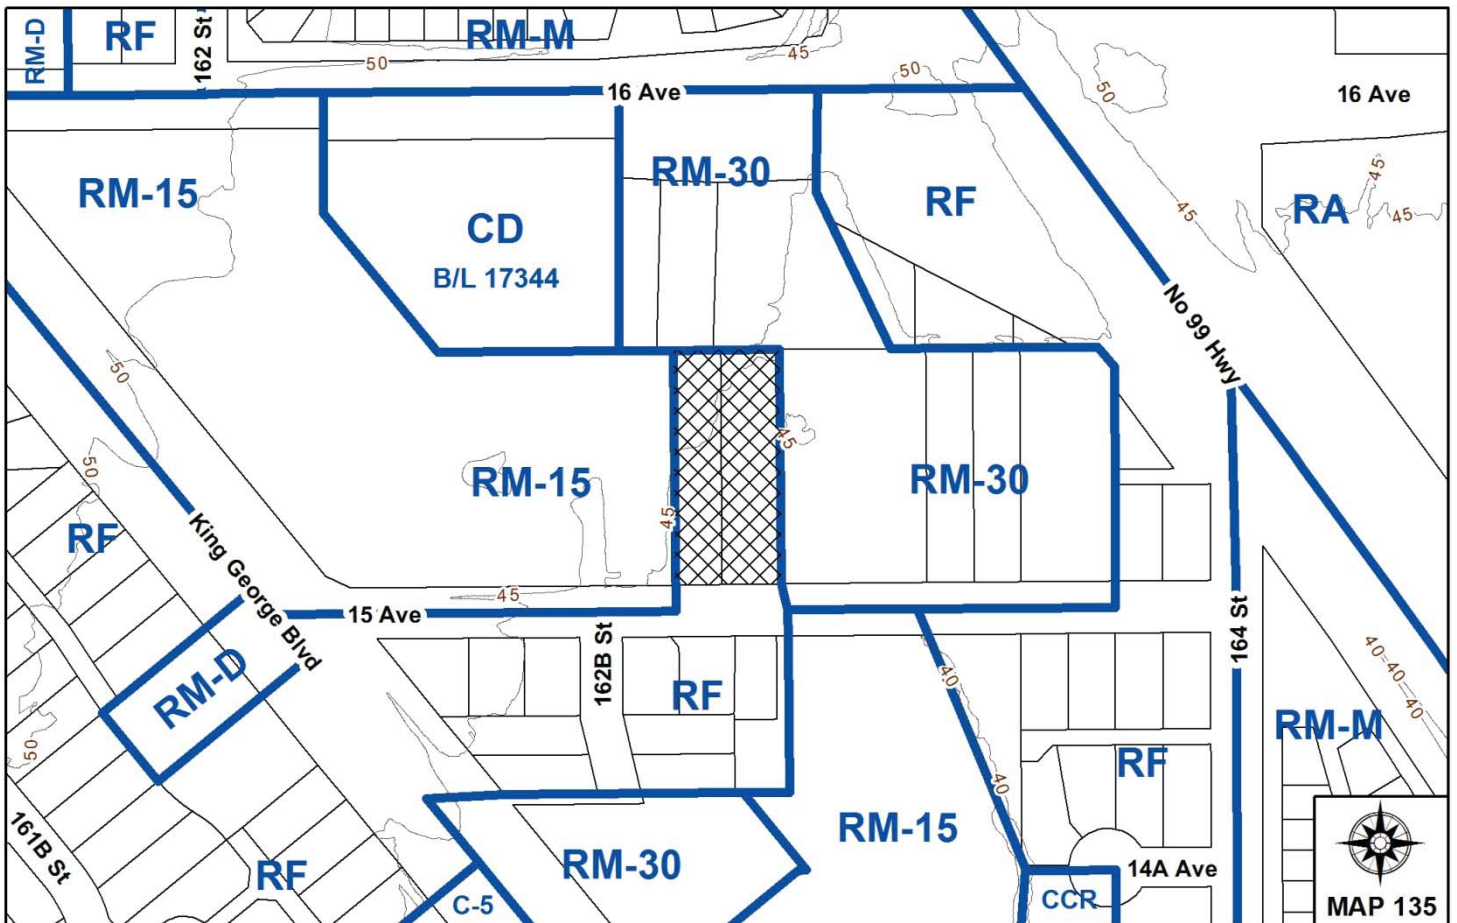 RM-D
RF
162 St
RM-M
50
45
50
50
16 Ave
16 Ave
RM-15
CD
B/L 17344
RM-30
RF
45
RA
45
45
No 99 Hwy
50
RM-15
45
45
RM-30
50
RF
King George Blvd
15 Ave
45
RM-D
162B St
RF
40
164 St
40
40
40
RM-M
50
RF
40
RM-15
161B St
RF
RM-30
C-5
14A Ave
CCR
MAP 135